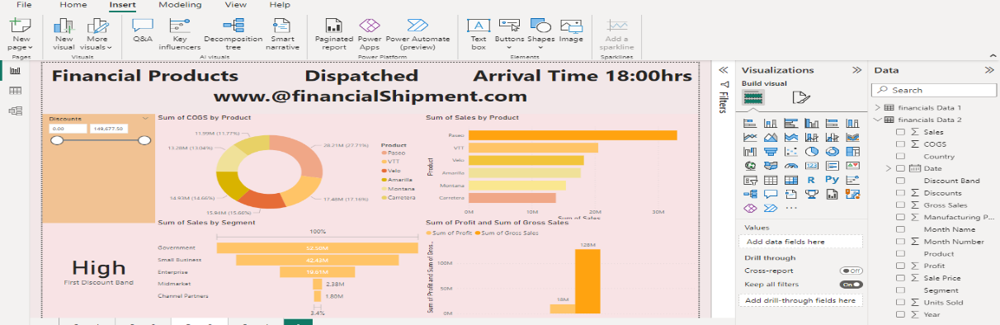 File Home Insert Modeling View Help
New page
New visual
More visuals
Q&A
Key influencers
Decomposition tree
Smart narrative
Paginated report
Power Apps
Power Automate (preview)
Text box
Buttons
Shapes
Image
Add a sparkline
Pages
Visuals
AI visuals
Power Platform
Elements
Sparklines
Financial Products Dispatched Arrival Time 18:00hrs
www.@financialShipment.com
Discounts
0.00 149,677.50
Sum of COGS by Product
11.99M (11.77%)
13.28M (13.04%)
14.93M (14.66%)
15.84M (15.66%)
17.48M (17.16%)
28.21M (27.71%)
Product
Paseo
VTT
Velo
Amarilla
Montana
Carretera
Sum of Sales by Product
Product
Paseo
VTT
Velo
Amarilla
Montana
Carretera
0M 10M 20M 30M
Sum of Sales
High
First Discount Band
Sum of Sales by Segment
100%
Government 52.50M
Small Business 42.43M
Enterprise 19.61M
Midmarket 2.38M
Channel Partners 1.80M
3.4%
Sum of Profit and Sum of Gross Sales
Sum of Profit Sum of Gross Sales
Sum of Profit and Sum of Gros...
100M
50M
0M
18M
128M
Filters
Visualizations
Build visual
Values
Add data fields here
Drill through
Cross-report Off
Keep all filters On
Add drill-through fields here
Data
Search
financials Data 1
financials Data 2
Sales
COGS
Country
Date
Discount Band
Discounts
Gross Sales
Manufacturing P...
Month Name
Month Number
Product
Profit
Sale Price
Segment
Units Sold
Year